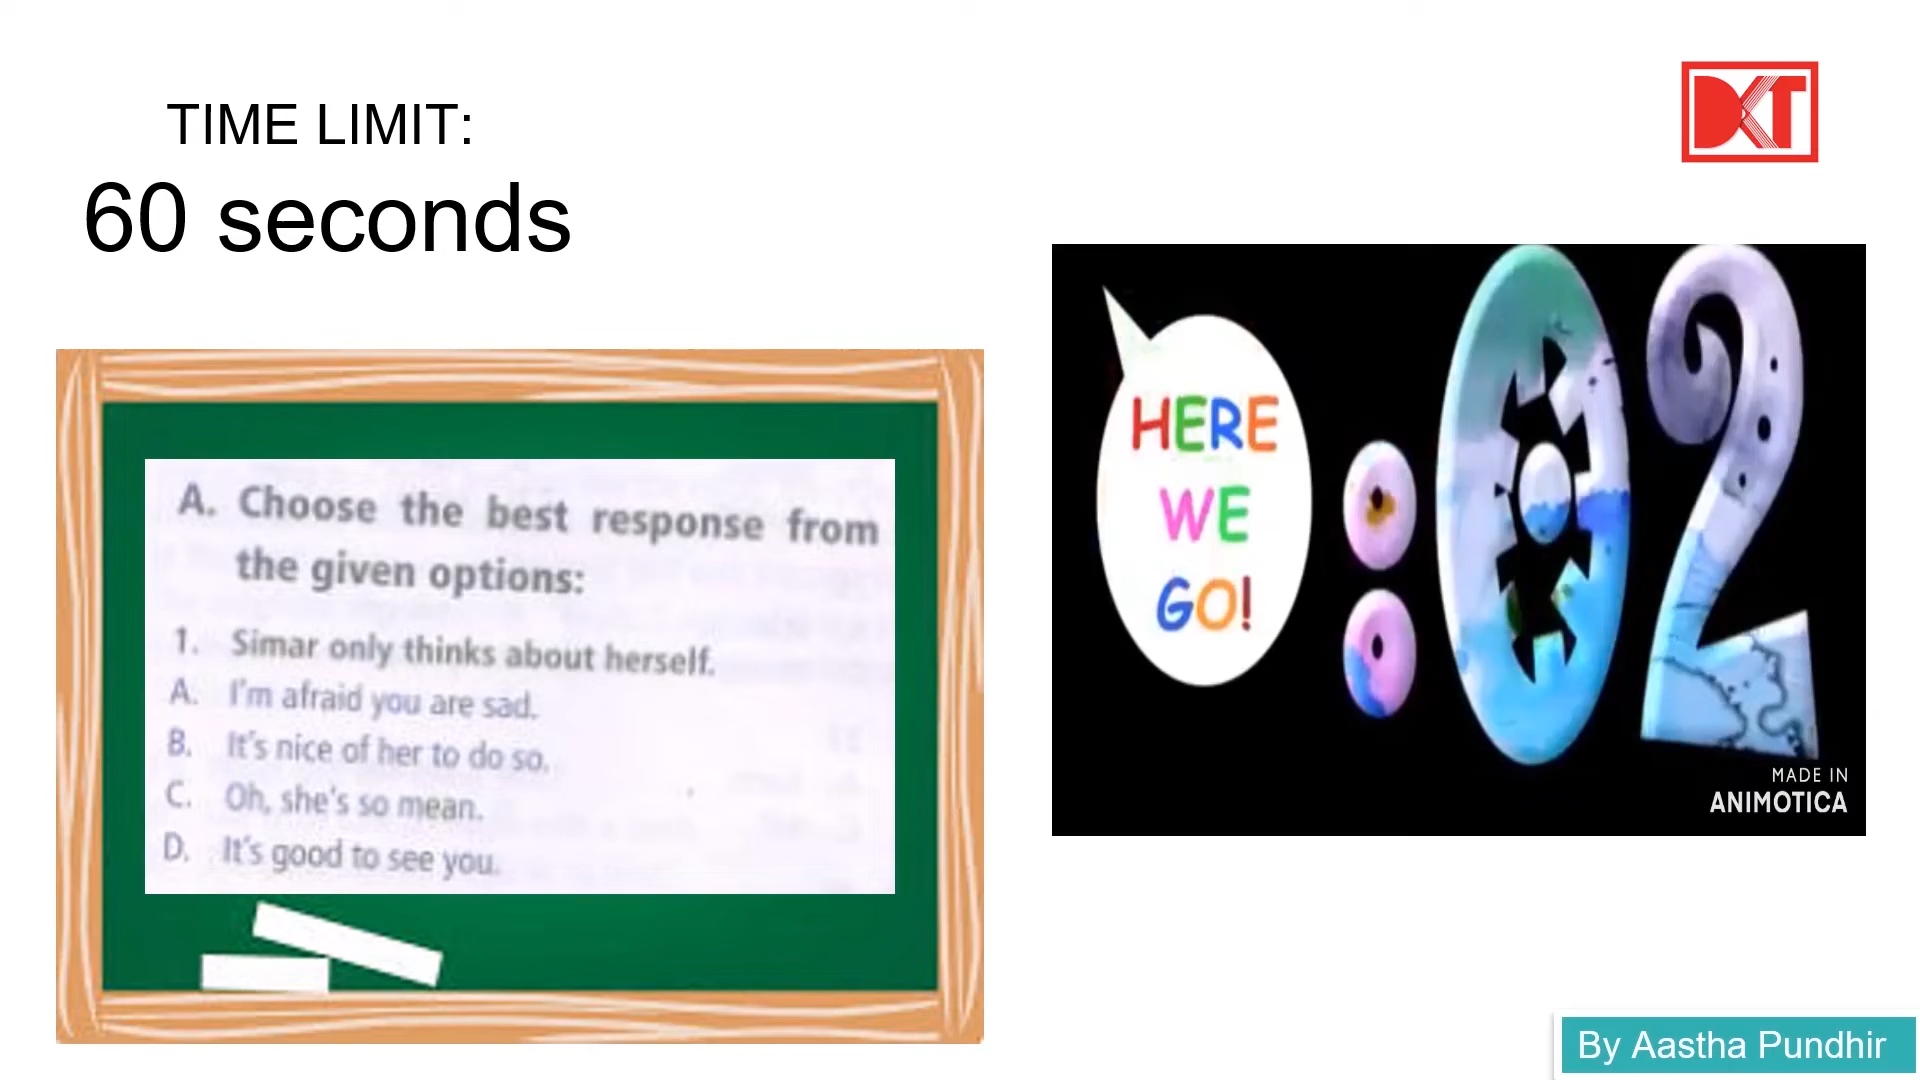 TIME LIMIT:
60 seconds
DKT
A. Choose the best response from
the given options:
1. Simar only thinks about herself.
A. I'm afraid you are sad.
B. It's nice of her to do so.
C. Oh, she's so mean.
D. It's good to see you.
HERE
WE
GO!
:02
MADE IN
ANIMOTICA
By Aastha Pundhir